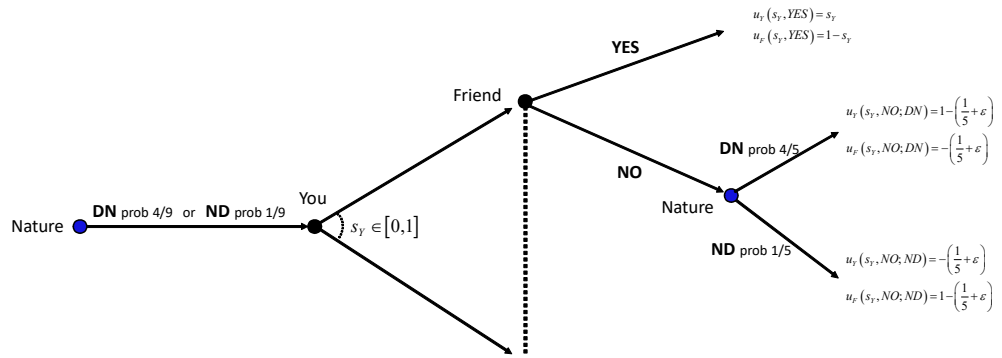 u_Y(s_Y,YES)=s_Y
u_F(s_Y,YES)=1−s_Y
YES
Friend
u_Y(s_Y,NO;DN)=1−(1/5+ε)
u_F(s_Y,NO;DN)=−(1/5+ε)
DN prob 4/5
NO
You
Nature
DN prob 4/9 or ND prob 1/9
Nature
s_Y∈[0,1]
ND prob 1/5
u_Y(s_Y,NO;ND)=−(1/5+ε)
u_F(s_Y,NO;ND)=1−(1/5+ε)